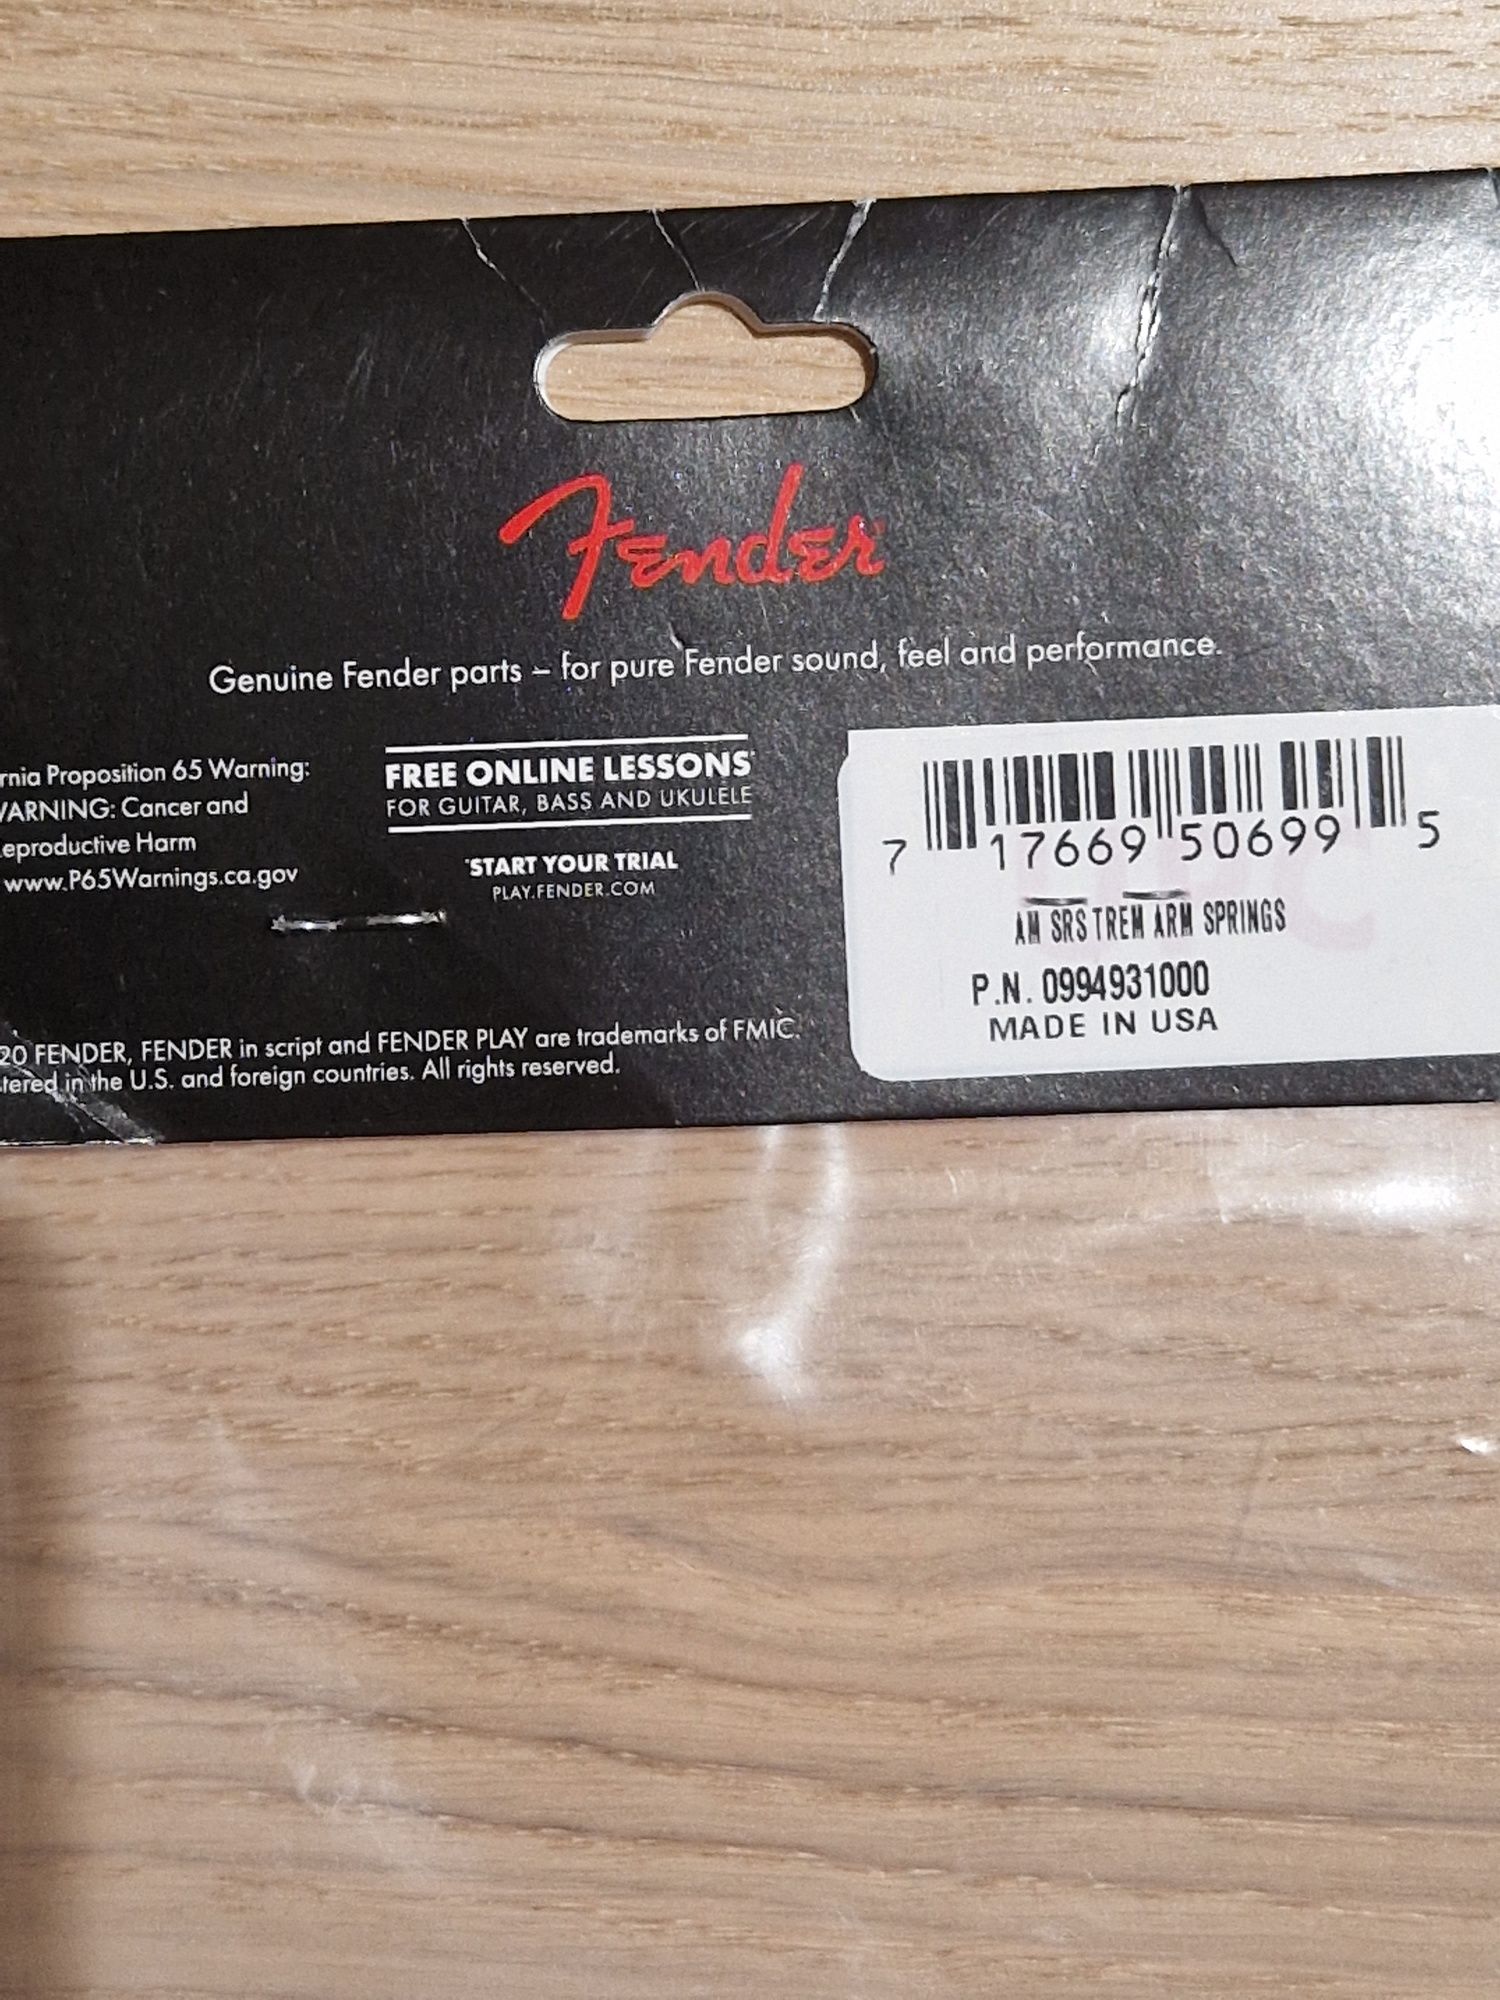 Fender
Genuine Fender parts – for pure Fender sound, feel and performance.
rnia Proposition 65 Warning:
WARNING: Cancer and
eproductive Harm
www.P65Warnings.ca.gov
FREE ONLINE LESSONS*
FOR GUITAR, BASS AND UKULELE
*START YOUR TRIAL
PLAY.FENDER.COM
7 17669 50699 5
AM SRS TREM ARM SPRINGS
P.N. 0994931000
MADE IN USA
20 FENDER, FENDER in script and FENDER PLAY are trademarks of FMIC.
tered in the U.S. and foreign countries. All rights reserved.